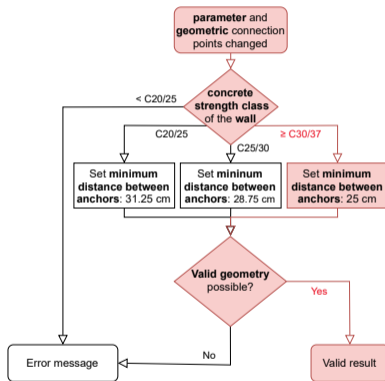 parameter and
geometric connection
points changed
concrete
strength class
of the wall
< C20/25
C20/25
C25/30
≥ C30/37
Set minimum
distance between
anchors: 31.25 cm
Set mininum
distance between
anchors: 28.75 cm
Set minimum
distance between
anchors: 25 cm
Valid geometry
possible?
Yes
No
Error message
Valid result